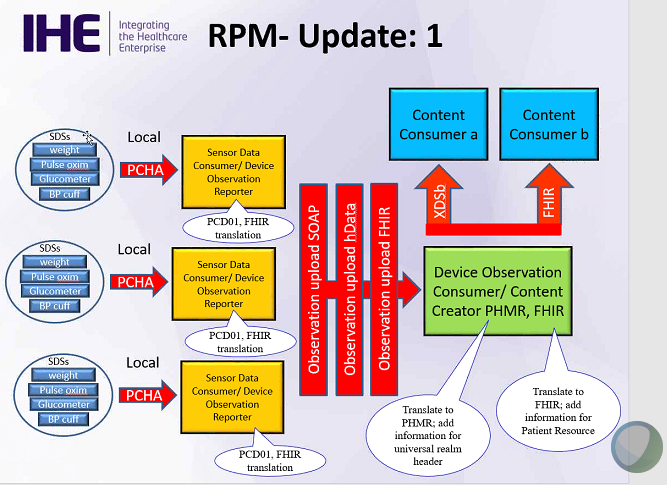 IHE
Integrating
the Healthcare
Enterprise
RPM- Update: 1
Content
Consumer a
Content
Consumer b
SDSs
weight
Pulse oxim
Glucometer
BP cuff
Local
PCHA
Sensor Data
Consumer/ Device
Observation
Reporter
PCD01, FHIR
translation
SDSs
weight
Pulse oxim
Glucometer
BP cuff
Local
PCHA
Sensor Data
Consumer/ Device
Observation
Reporter
PCD01, FHIR
translation
SDSs
weight
Pulse oxim
Glucometer
BP cuff
Local
PCHA
Sensor Data
Consumer/ Device
Observation
Reporter
PCD01, FHIR
translation
Observation upload SOAP
Observation upload hData
Observation upload FHIR
XDSb
FHIR
Device Observation
Consumer/ Content
Creator PHMR, FHIR
Translate to
PHMR; add
information for
universal realm
header
Translate to
FHIR; add
information for
Patient Resource